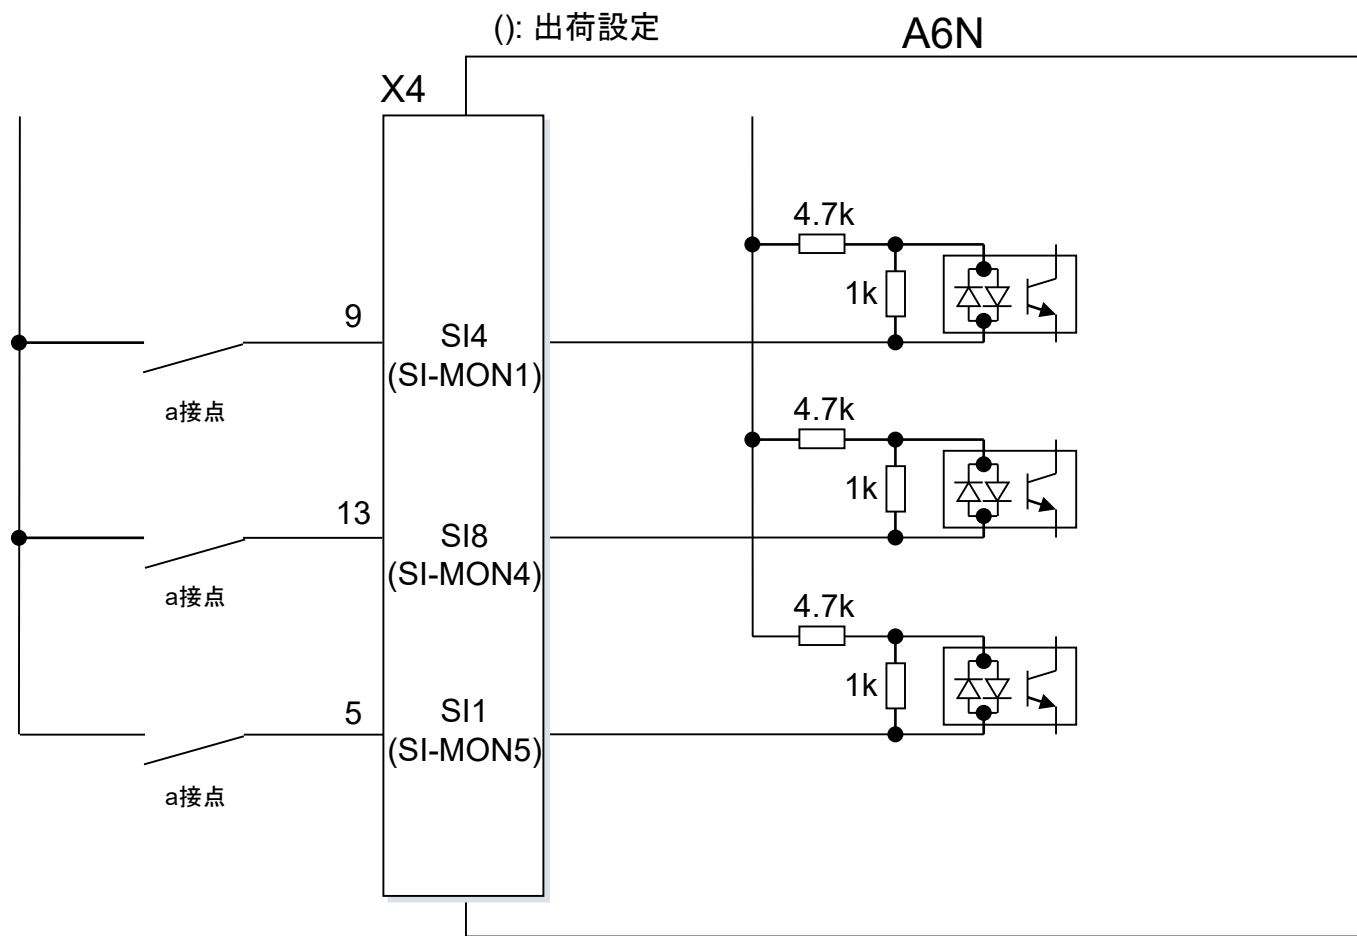 (): 出荷設定
A6N
X4
4.7k
1k
9
SI4
(SI-MON1)
a接点
4.7k
1k
13
SI8
(SI-MON4)
a接点
4.7k
1k
5
SI1
(SI-MON5)
a接点